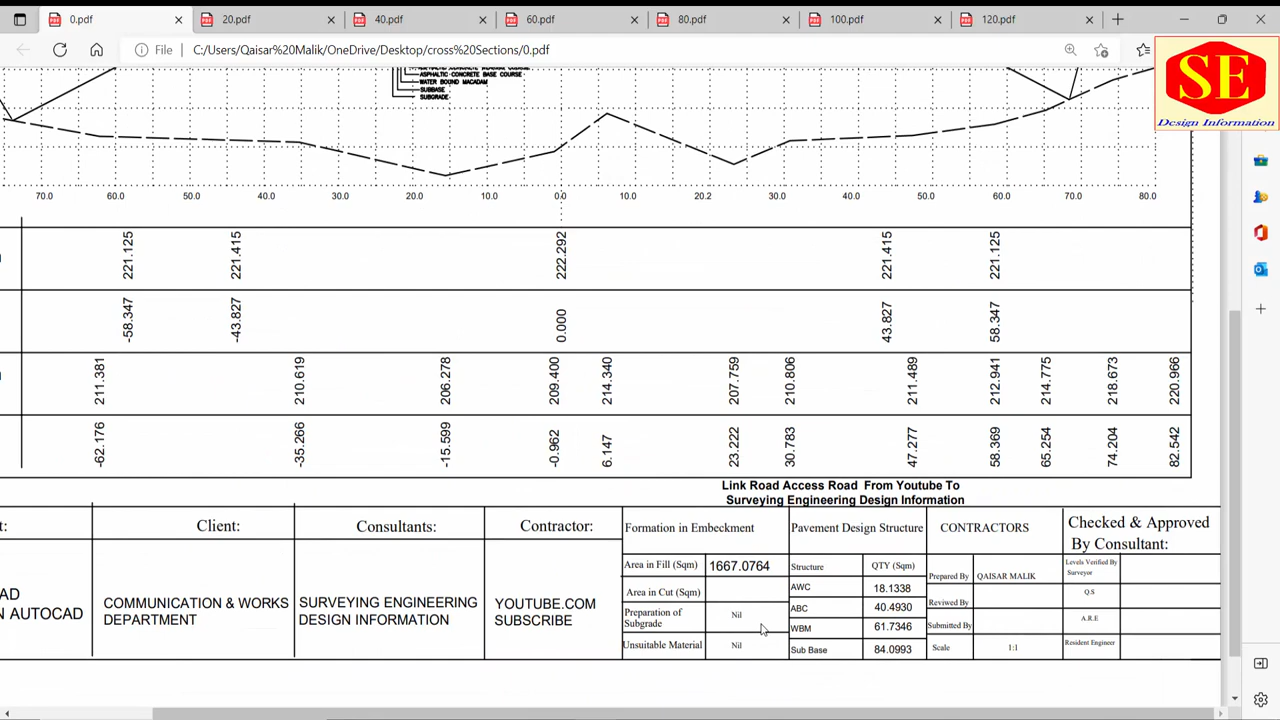 0.pdf
20.pdf
40.pdf
60.pdf
80.pdf
100.pdf
120.pdf
File
C:/Users/Qaisar%20Malik/OneDrive/Desktop/cross%20Sections/0.pdf
SE
Design Information
ASPHALTIC CONCRETE BASE COURSE
WATER BOUND MACADAM
SUBBASE
SUBGRADE
70.0 60.0 50.0 40.0 30.0 20.0 10.0 0.0 10.0 20.2 30.0 40.0 50.0 60.0 70.0 80.0
221.125 221.415 222.292 221.415 221.125
-58.347 -43.827 0.000 43.827 58.347
211.381 210.619 206.278 209.400 214.340 207.759 210.806 211.489 212.941 214.775 218.673 220.966
-62.176 -35.266 -15.599 -0.962 6.147 23.222 30.783 47.277 58.369 65.254 74.204 82.542
Link Road Access Road From Youtube To
Surveying Engineering Design Information
t:
AD
N AUTOCAD
Client:
COMMUNICATION & WORKS
DEPARTMENT
Consultants:
SURVEYING ENGINEERING
DESIGN INFORMATION
Contractor:
YOUTUBE.COM
SUBSCRIBE
Formation in Embeckment
Area in Fill (Sqm) 1667.0764
Area in Cut (Sqm)
Preparation of
Subgrade
Nil
Unsuitable Material Nil
Pavement Design Structure
Structure QTY (Sqm)
AWC 18.1338
ABC 40.4930
WBM 61.7346
Sub Base 84.0993
CONTRACTORS
Prepared By QAISAR MALIK
Reviwed By
Submitted By
Scale 1:1
Checked & Approved
By Consultant:
Levels Verified By
Surveyor
Q.S
A.R.E
Resident Engineer